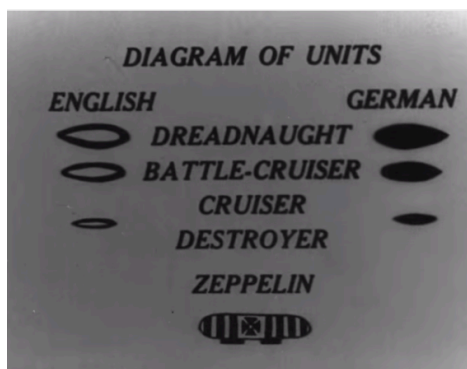 DIAGRAM OF UNITS
ENGLISH GERMAN
DREADNAUGHT
BATTLE-CRUISER
CRUISER
DESTROYER
ZEPPELIN